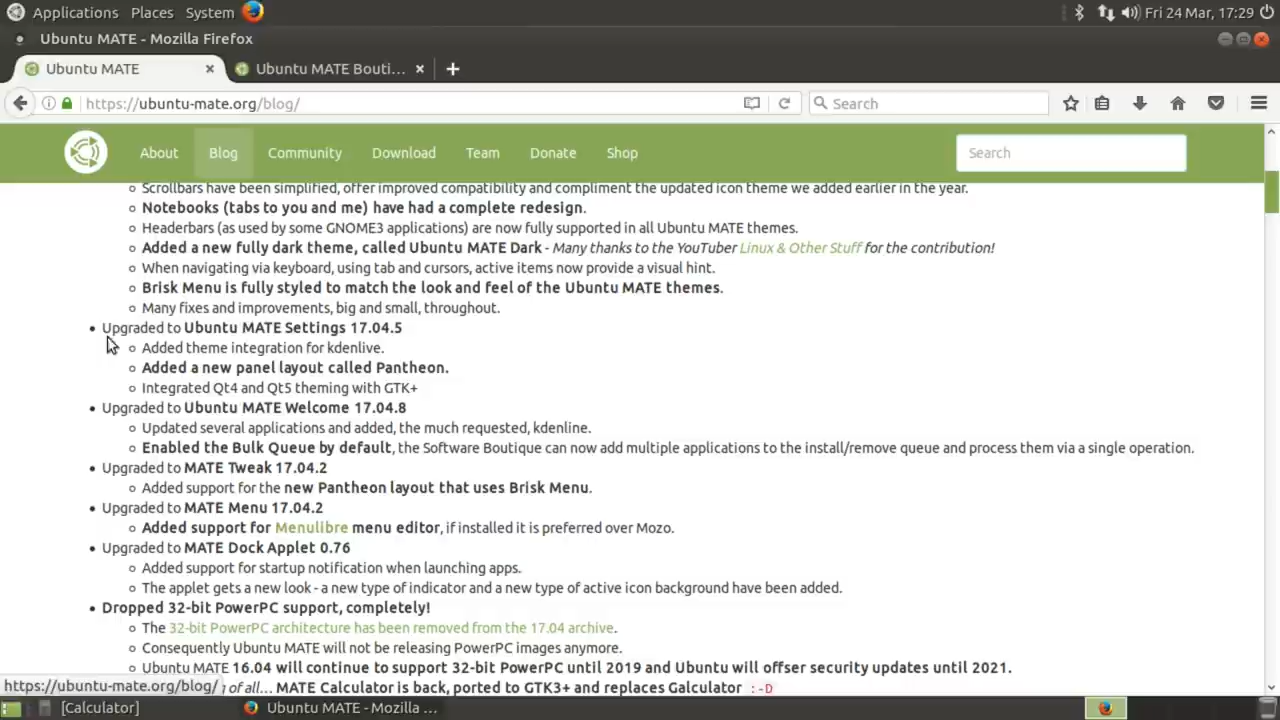 Applications Places System Fri 24 Mar, 17:29
Ubuntu MATE - Mozilla Firefox
Ubuntu MATE × Ubuntu MATE Bouti... × +
https://ubuntu-mate.org/blog/ Search
About Blog Community Download Team Donate Shop Search
Scrollbars have been simplified, offer improved compatibility and compliment the updated icon theme we added earlier in the year.
Notebooks (tabs to you and me) have had a complete redesign.
Headerbars (as used by some GNOME3 applications) are now fully supported in all Ubuntu MATE themes.
Added a new fully dark theme, called Ubuntu MATE Dark - Many thanks to the YouTuber Linux & Other Stuff for the contribution!
When navigating via keyboard, using tab and cursors, active items now provide a visual hint.
Brisk Menu is fully styled to match the look and feel of the Ubuntu MATE themes.
Many fixes and improvements, big and small, throughout.
Upgraded to Ubuntu MATE Settings 17.04.5
Added theme integration for kdenlive.
Added a new panel layout called Pantheon.
Integrated Qt4 and Qt5 theming with GTK+
Upgraded to Ubuntu MATE Welcome 17.04.8
Updated several applications and added, the much requested, kdenline.
Enabled the Bulk Queue by default, the Software Boutique can now add multiple applications to the install/remove queue and process them via a single operation.
Upgraded to MATE Tweak 17.04.2
Added support for the new Pantheon layout that uses Brisk Menu.
Upgraded to MATE Menu 17.04.2
Added support for Menulibre menu editor, if installed it is preferred over Mozo.
Upgraded to MATE Dock Applet 0.76
Added support for startup notification when launching apps.
The applet gets a new look - a new type of indicator and a new type of active icon background have been added.
Dropped 32-bit PowerPC support, completely!
The 32-bit PowerPC architecture has been removed from the 17.04 archive.
Consequently Ubuntu MATE will not be releasing PowerPC images anymore.
Ubuntu MATE 16.04 will continue to support 32-bit PowerPC until 2019 and Ubuntu will offser security updates until 2021.
https://ubuntu-mate.org/blog/ g of all... MATE Calculator is back, ported to GTK3+ and replaces Galculator :-D
[Calculator] Ubuntu MATE - Mozilla ...